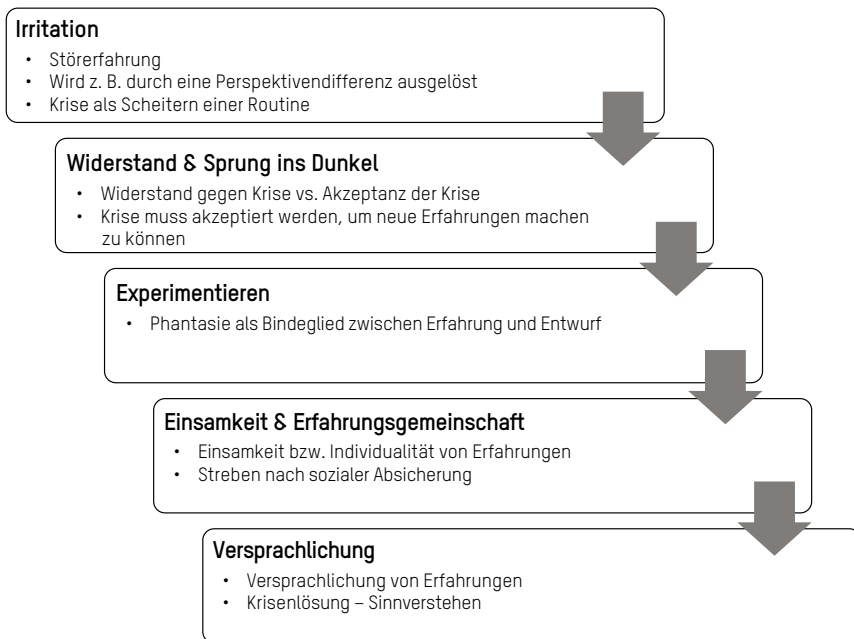 Irritation
• Störerfahrung
• Wird z. B. durch eine Perspektivendifferenz ausgelöst
• Krise als Scheitern einer Routine
Widerstand & Sprung ins Dunkel
• Widerstand gegen Krise vs. Akzeptanz der Krise
• Krise muss akzeptiert werden, um neue Erfahrungen machen
zu können
Experimentieren
• Phantasie als Bindeglied zwischen Erfahrung und Entwurf
Einsamkeit & Erfahrungsgemeinschaft
• Einsamkeit bzw. Individualität von Erfahrungen
• Streben nach sozialer Absicherung
Versprachlichung
• Versprachlichung von Erfahrungen
• Krisenlösung – Sinnverstehen